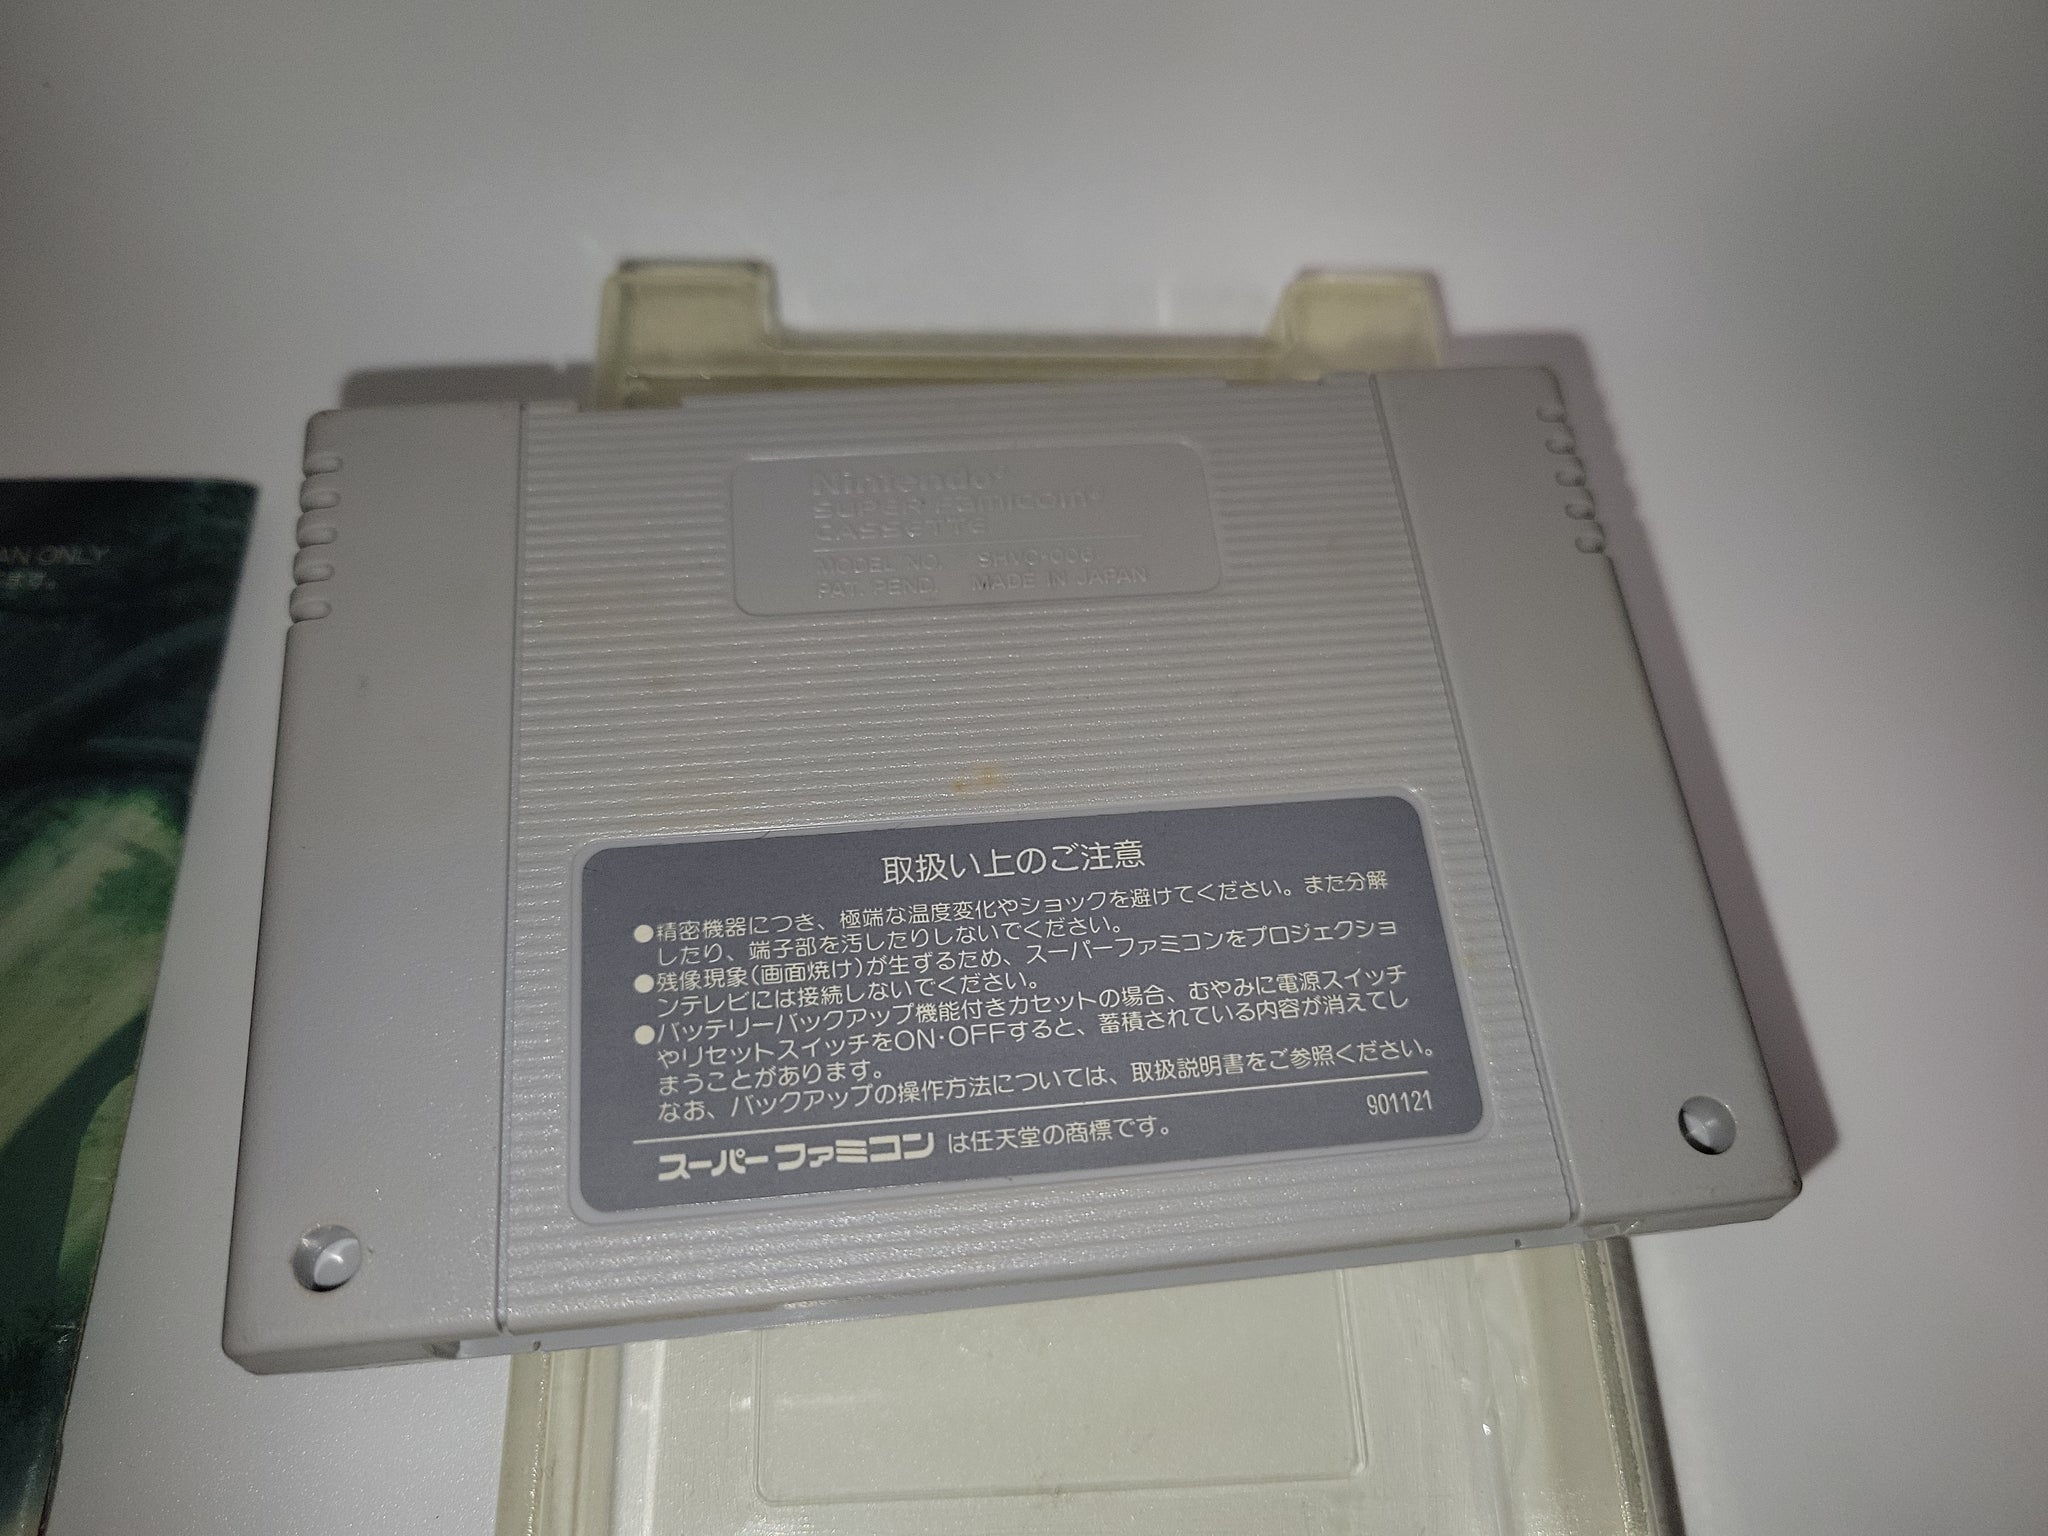 AN ONLY
ます。
Nintendo®
SUPER Famicom®
CASSETTE
MODEL NO. SHVC-006
PAT. PEND. MADE IN JAPAN
取扱い上のご注意
●精密機器につき、極端な温度変化やショックを避けてください。また分解
したり、端子部を汚したりしないでください。
●残像現象(画面焼け)が生ずるため、スーパーファミコンをプロジェクショ
ンテレビには接続しないでください。
●バッテリーバックアップ機能付きカセットの場合、むやみに電源スイッチ
やリセットスイッチをON・OFFすると、蓄積されている内容が消えてし
まうことがあります。
なお、バックアップの操作方法については、取扱説明書をご参照ください。
901121
スーパーファミコン は任天堂の商標です。